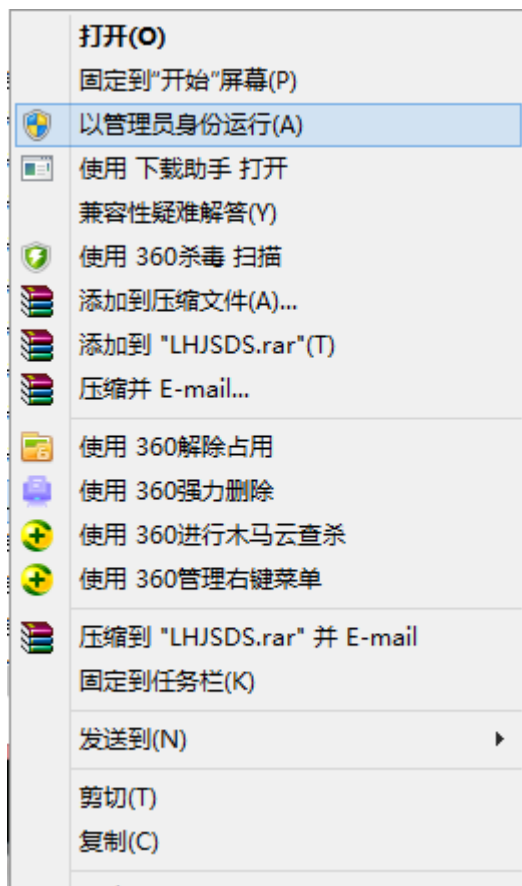 打开(O)
固定到"开始"屏幕(P)
以管理员身份运行(A)
使用 下载助手 打开
兼容性疑难解答(Y)
使用 360杀毒 扫描
添加到压缩文件(A)...
添加到 "LHJSDS.rar"(T)
压缩并 E-mail...
使用 360解除占用
使用 360强力删除
使用 360进行木马云查杀
使用 360管理右键菜单
压缩到 "LHJSDS.rar" 并 E-mail
固定到任务栏(K)
发送到(N)
剪切(T)
复制(C)